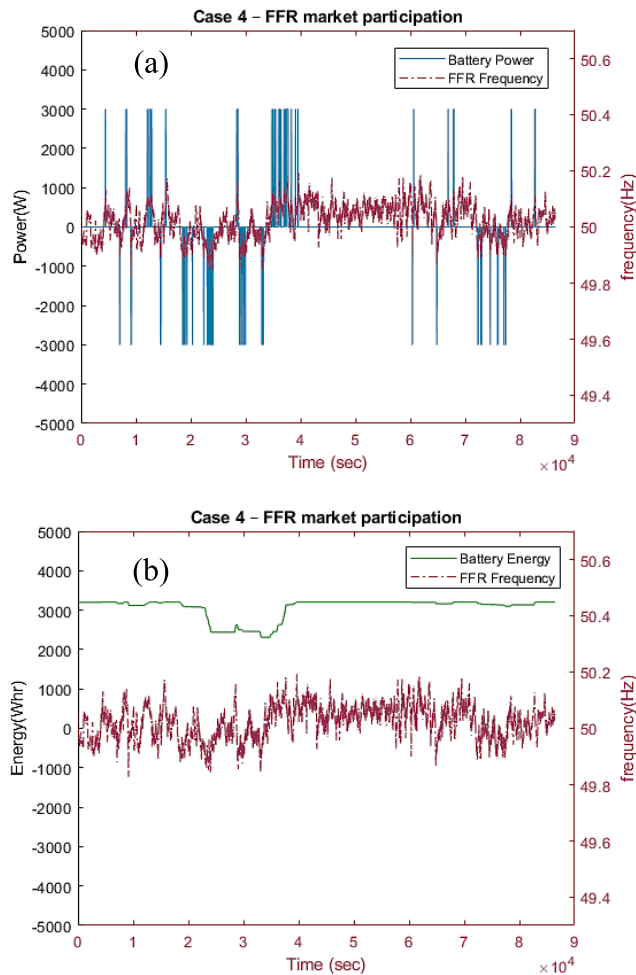 Case 4 – FFR market participation
(a)
Battery Power
FFR Frequency
5000
4000
3000
2000
1000
0
-1000
-2000
-3000
-4000
-5000
Power(W)
50.6
50.4
50.2
50
49.8
49.6
49.4
frequency(Hz)
0 1 2 3 4 5 6 7 8 9
Time (sec)
×10^4
Case 4 – FFR market participation
(b)
Battery Energy
FFR Frequency
5000
4000
3000
2000
1000
0
-1000
-2000
-3000
-4000
-5000
Energy(Whr)
50.6
50.4
50.2
50
49.8
49.6
49.4
frequency(Hz)
0 1 2 3 4 5 6 7 8 9
Time (sec)
×10^4